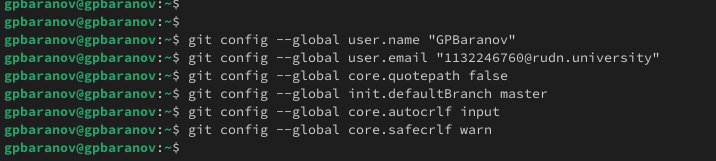 gpbaranov@gpbaranov:~$
gpbaranov@gpbaranov:~$
gpbaranov@gpbaranov:~$ git config --global user.name "GPBaranov"
gpbaranov@gpbaranov:~$ git config --global user.email "1132246760@rudn.university"
gpbaranov@gpbaranov:~$ git config --global core.quotepath false
gpbaranov@gpbaranov:~$ git config --global init.defaultBranch master
gpbaranov@gpbaranov:~$ git config --global core.autocrlf input
gpbaranov@gpbaranov:~$ git config --global core.safecrlf warn
gpbaranov@gpbaranov:~$